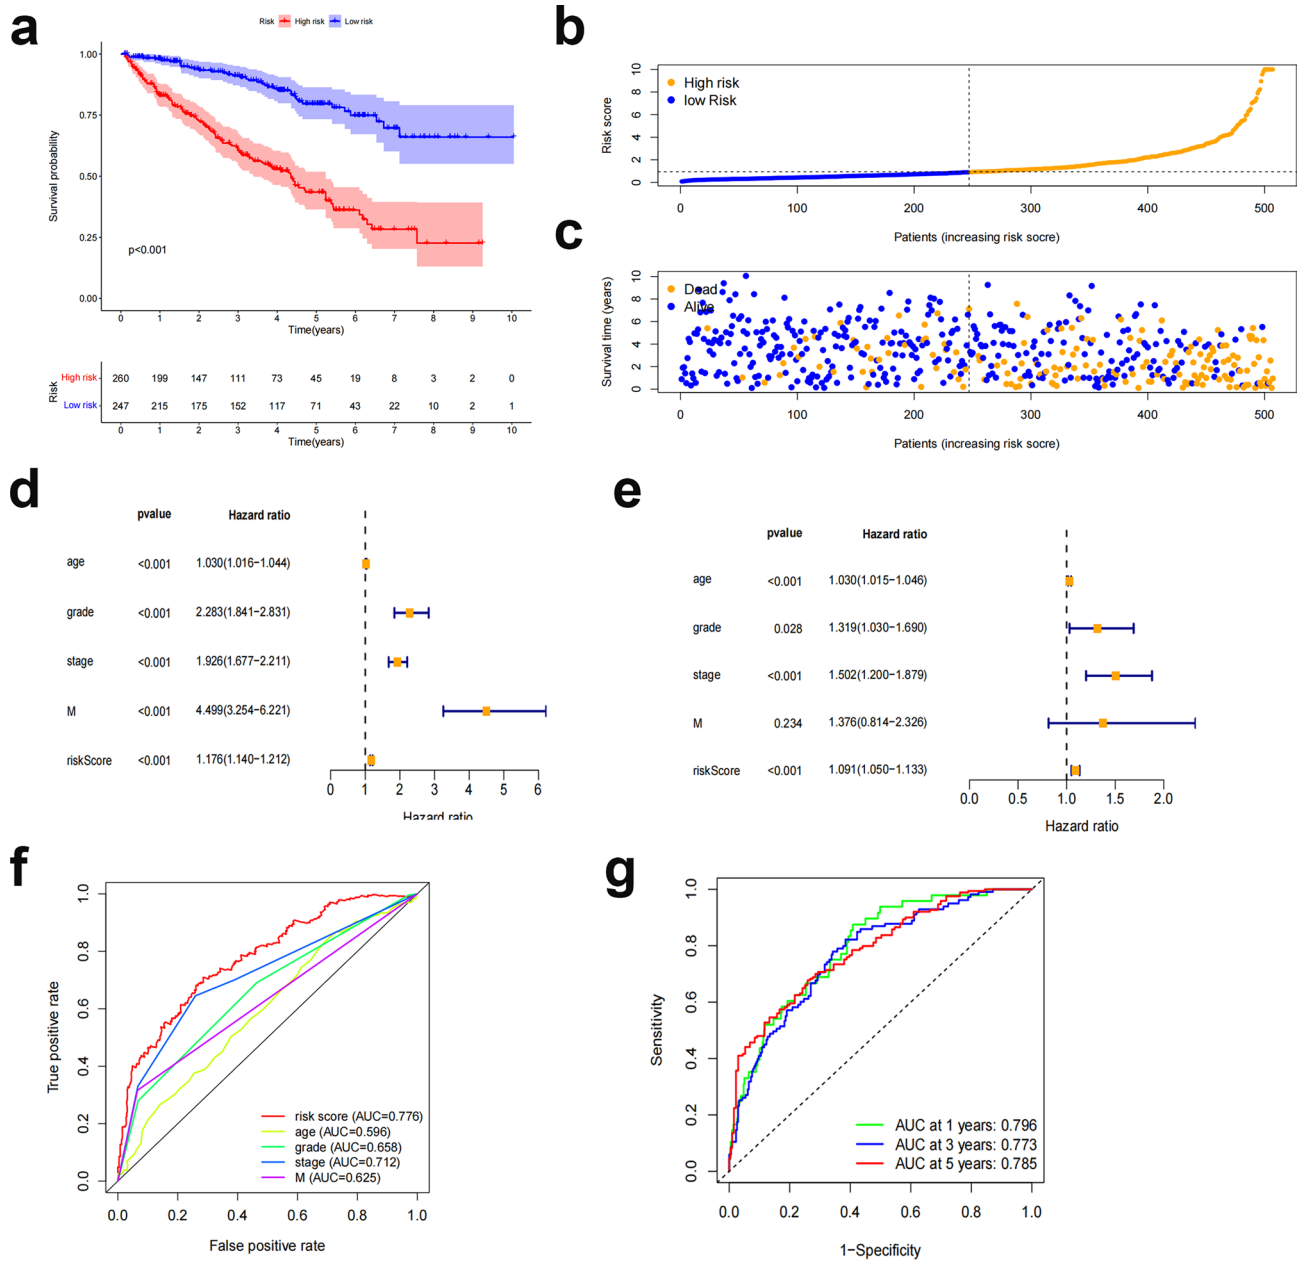 a
Risk High risk Low risk
Survival probability
1.00
0.75
0.50
0.25
0.00
p<0.001
0 1 2 3 4 5 6 7 8 9 10
Time(years)
Risk
High risk 260 199 147 111 73 45 19 8 5 2 0
Low risk 247 215 175 152 117 71 43 22 10 2 1
0 1 2 3 4 5 6 7 8 9 10
Time(years)
b
Risk score
0 2 4 6 8 10
High risk
low Risk
0 100 200 300 400 500
Patients (increasing risk socre)
c
Survival time (years)
0 2 4 6 8 10
Dead
Alive
0 100 200 300 400 500
Patients (increasing risk socre)
d
pvalue Hazard ratio
age <0.001 1.030(1.016−1.044)
grade <0.001 2.283(1.841−2.831)
stage <0.001 1.926(1.677−2.211)
M <0.001 4.499(3.254−6.221)
riskScore <0.001 1.176(1.140−1.212)
0 1 2 3 4 5 6
Hazard ratio
e
pvalue Hazard ratio
age <0.001 1.030(1.015−1.046)
grade 0.028 1.319(1.030−1.690)
stage <0.001 1.502(1.200−1.879)
M 0.234 1.376(0.814−2.326)
riskScore <0.001 1.091(1.050−1.133)
0.0 0.5 1.0 1.5 2.0
Hazard ratio
f
True positive rate
0.0 0.2 0.4 0.6 0.8 1.0
risk score (AUC=0.776)
age (AUC=0.596)
grade (AUC=0.658)
stage (AUC=0.712)
M (AUC=0.625)
0.0 0.2 0.4 0.6 0.8 1.0
False positive rate
g
Sensitivity
0.0 0.2 0.4 0.6 0.8 1.0
AUC at 1 years: 0.796
AUC at 3 years: 0.773
AUC at 5 years: 0.785
0.0 0.2 0.4 0.6 0.8 1.0
1−Specificity